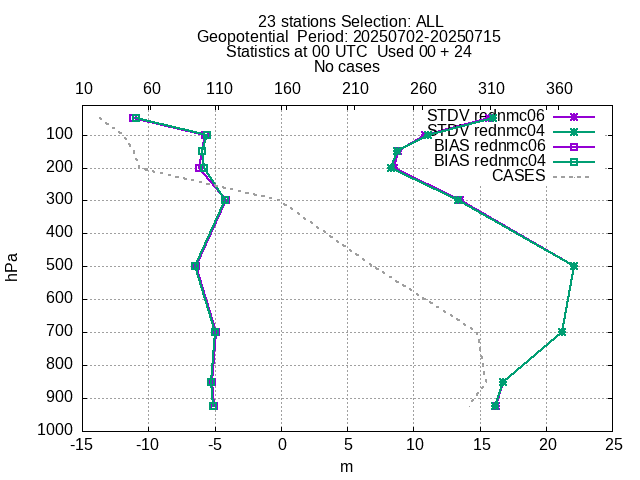 23 stations Selection: ALL
Geopotential  Period: 20250702-20250715
Statistics at 00 UTC  Used 00 + 24
No cases
10 60 110 160 210 260 310 360
STDV rednmc06
STDV rednmc04
BIAS rednmc06
BIAS rednmc04
CASES
100
200
300
400
500
600
700
800
900
1000
hPa
-15 -10 -5 0 5 10 15 20 25
m